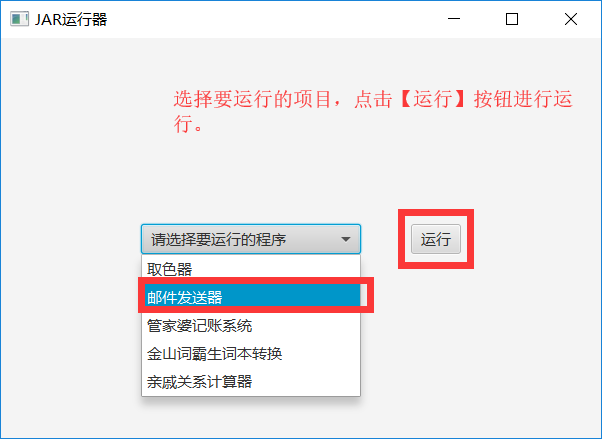 JAR运行器
选择要运行的项目，点击【运行】按钮进行运
行。
请选择要运行的程序
运行
取色器
邮件发送器
管家婆记账系统
金山词霸生词本转换
亲戚关系计算器